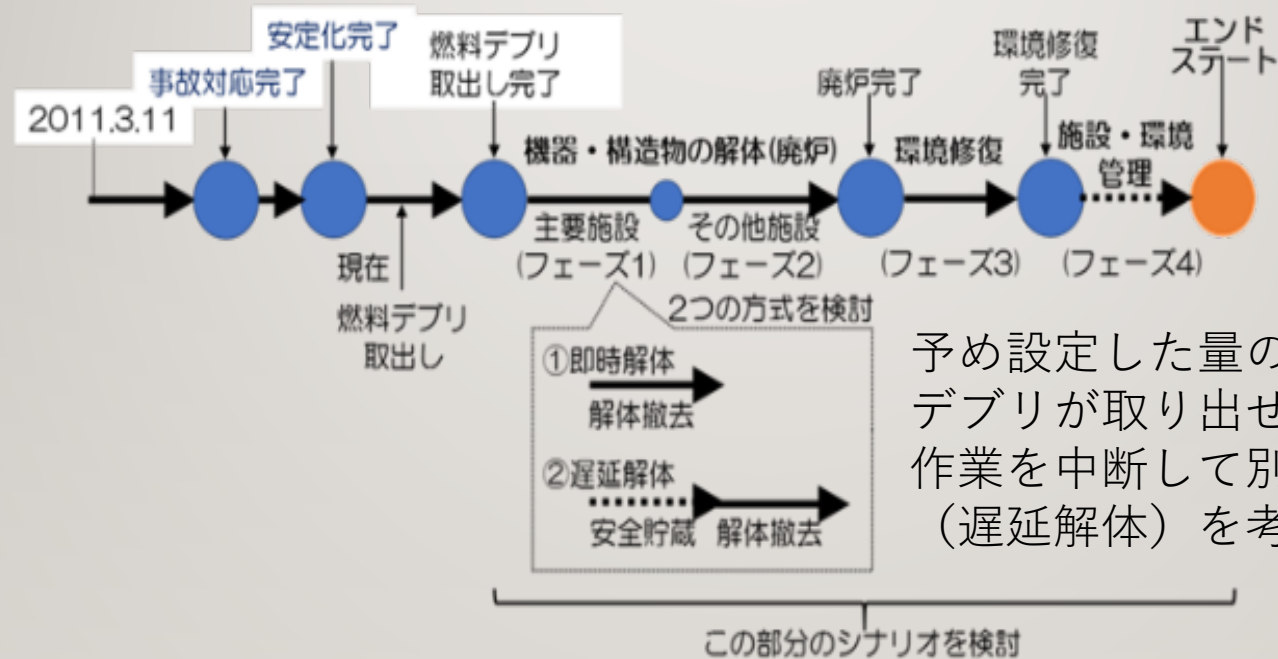 2011.3.11
事故対応完了
安定化完了
燃料デブリ
取出し完了
廃炉完了
環境修復
完了
エンド
ステート
機器・構造物の解体(廃炉)
環境修復
施設・環境
管理
現在
燃料デブリ
取出し
主要施設
(フェーズ1)
その他施設
(フェーズ2)
(フェーズ3)
(フェーズ4)
2つの方式を検討
①即時解体
解体撤去
②遅延解体
安全貯蔵 解体撤去
予め設定した量の
デブリが取り出せ
作業を中断して別
（遅延解体）を考
この部分のシナリオを検討